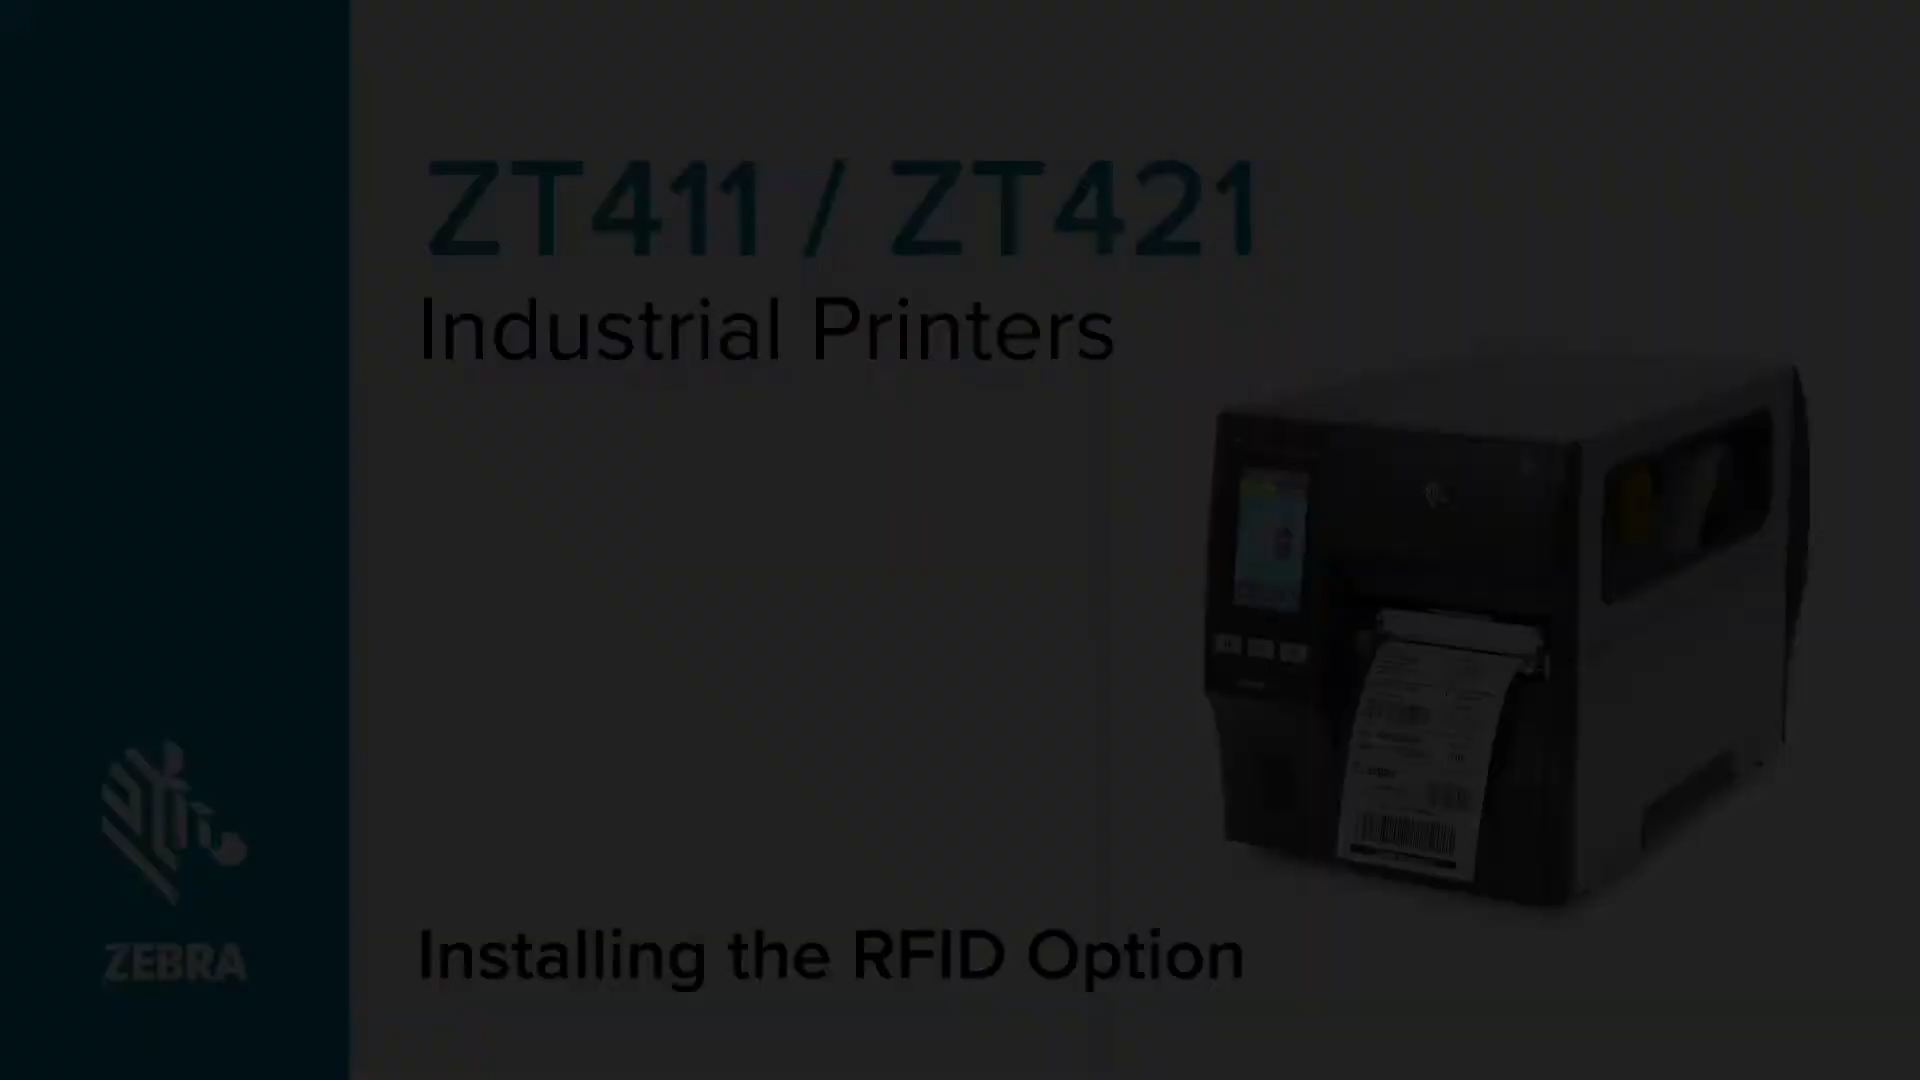 ZT411 / ZT421
Industrial Printers
ZEBRA
Installing the RFID Option